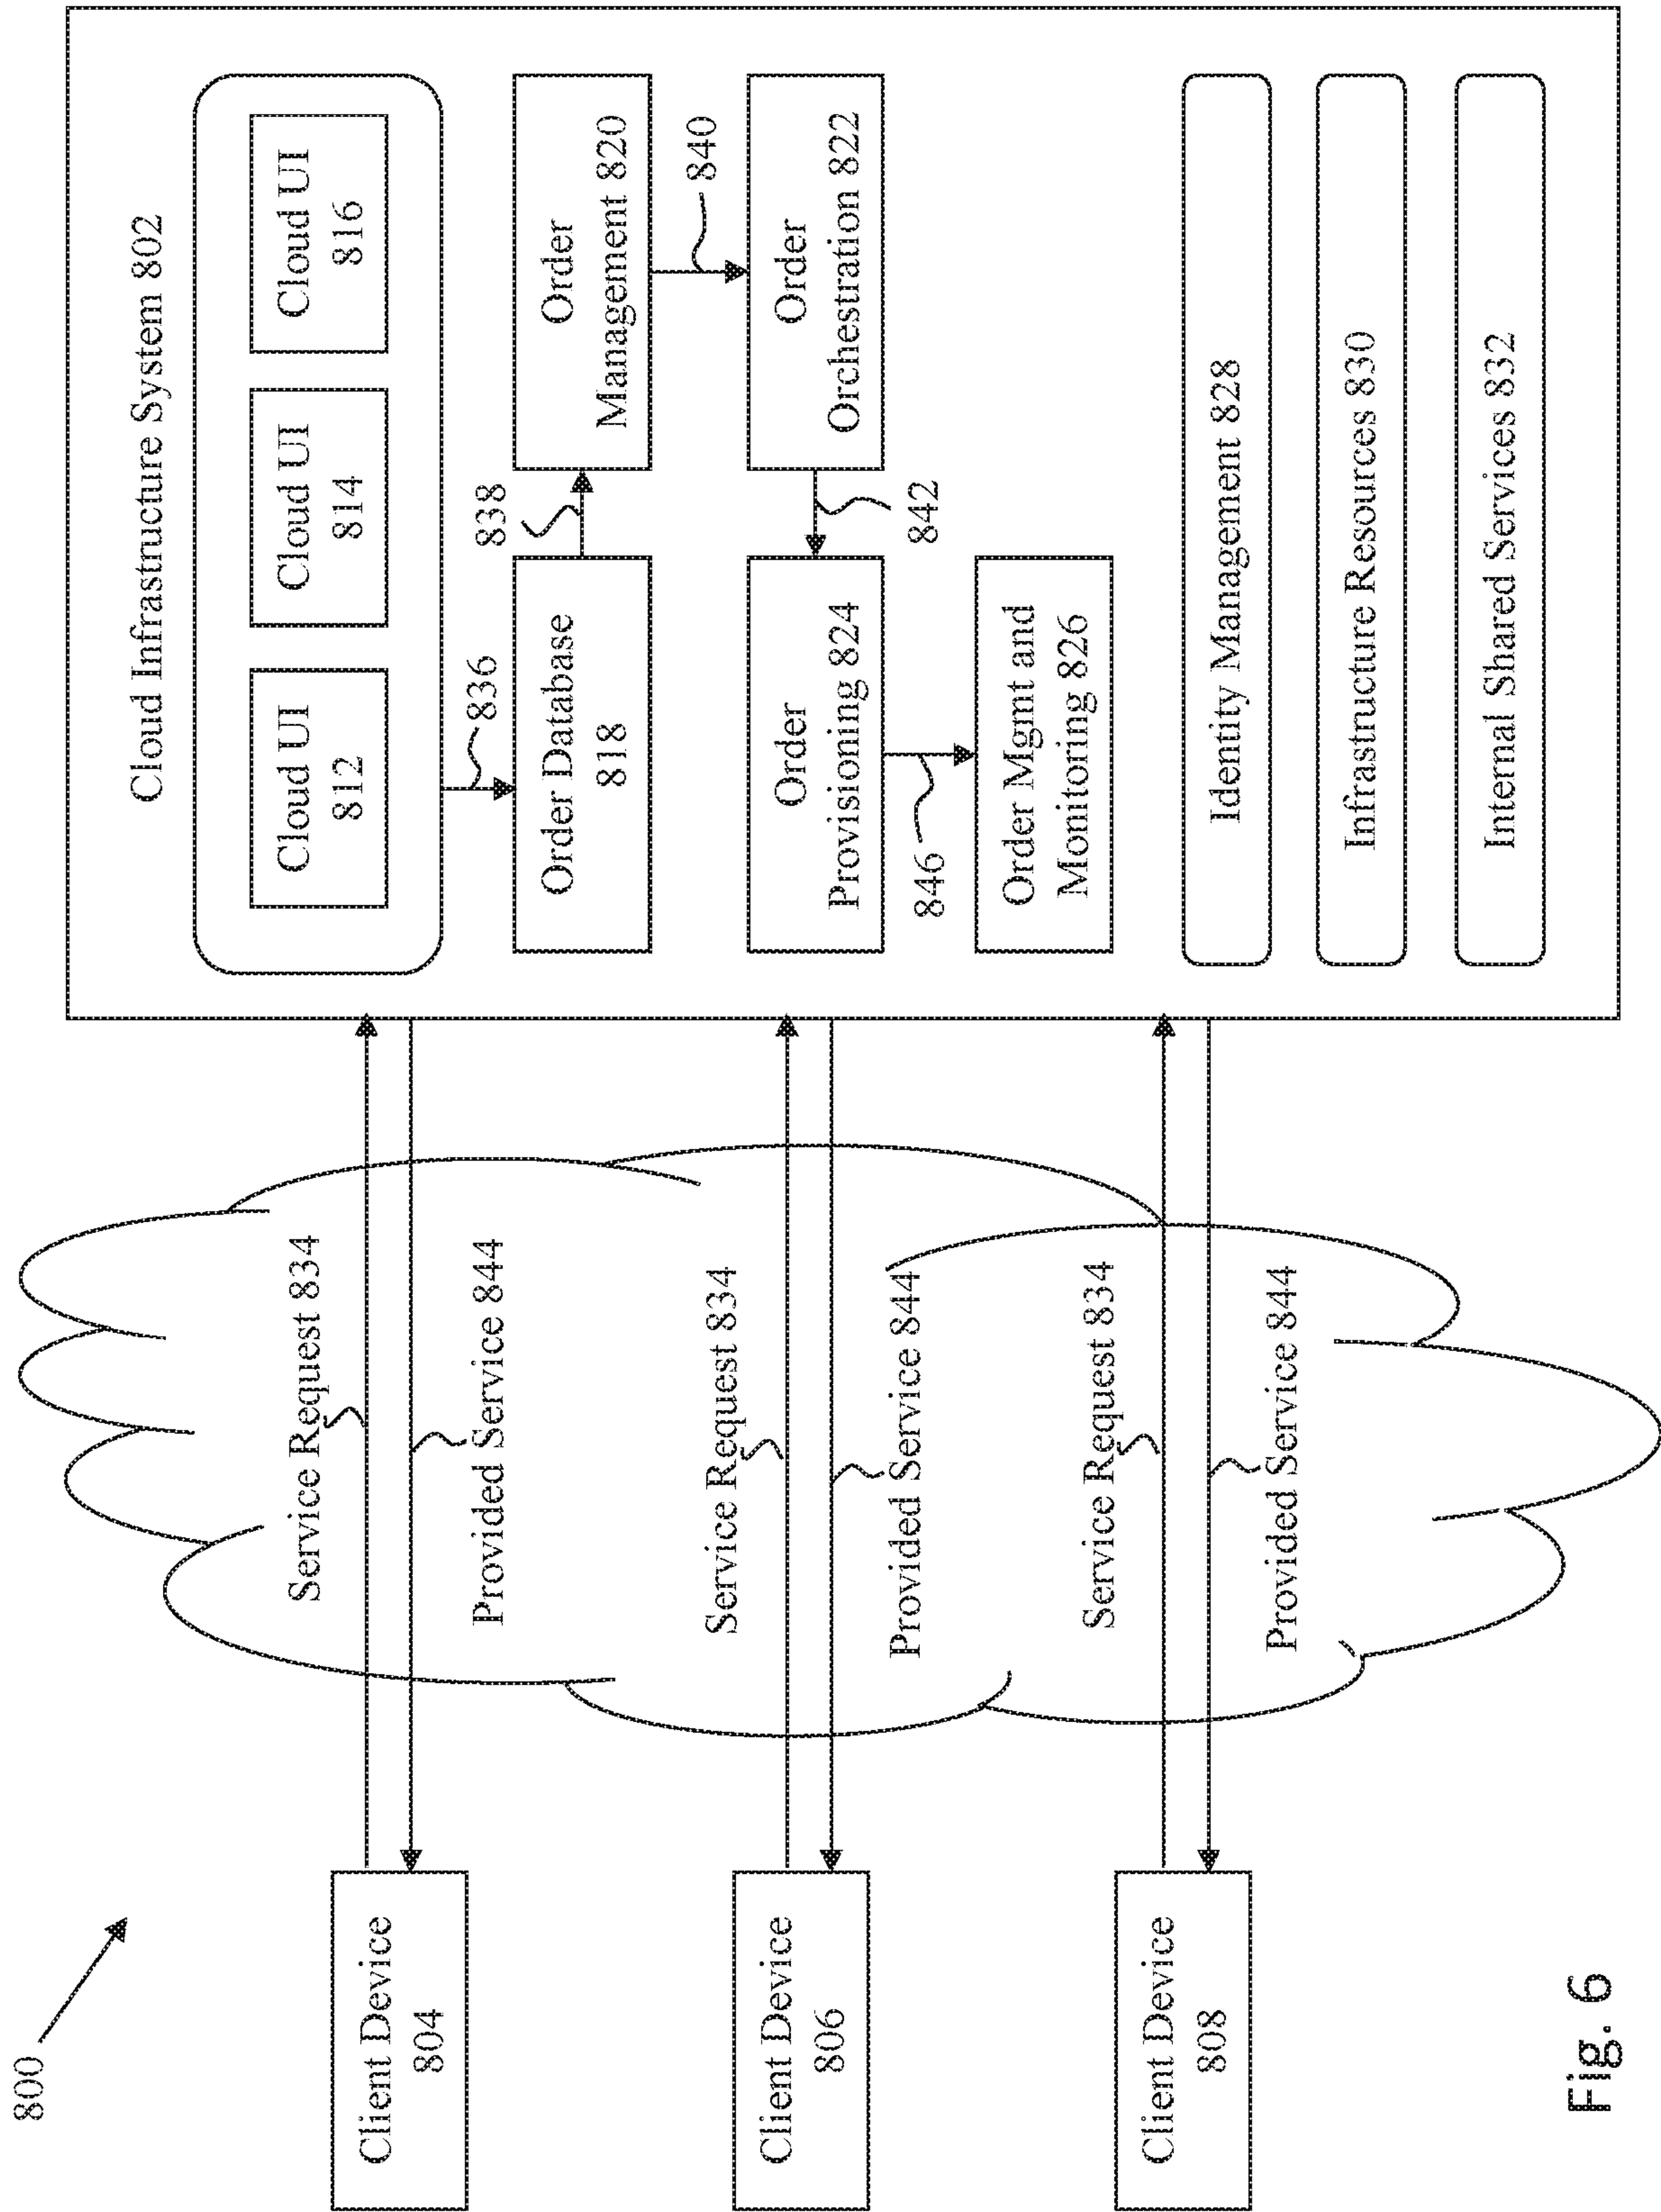 800
Client Device
804
Client Device
806
Client Device
808
Service Request 834
Provided Service 844
Service Request 834
Provided Service 844
Service Request 834
Provided Service 844
Cloud Infrastructure System 802
Cloud UI
812
Cloud UI
814
Cloud UI
816
836
Order Database
818
838
Order
Management 820
840
Order
Orchestration 822
842
Order
Provisioning 824
846
Order Mgmt and
Monitoring 826
Identity Management 828
Infrastructure Resources 830
Internal Shared Services 832
Fig. 6